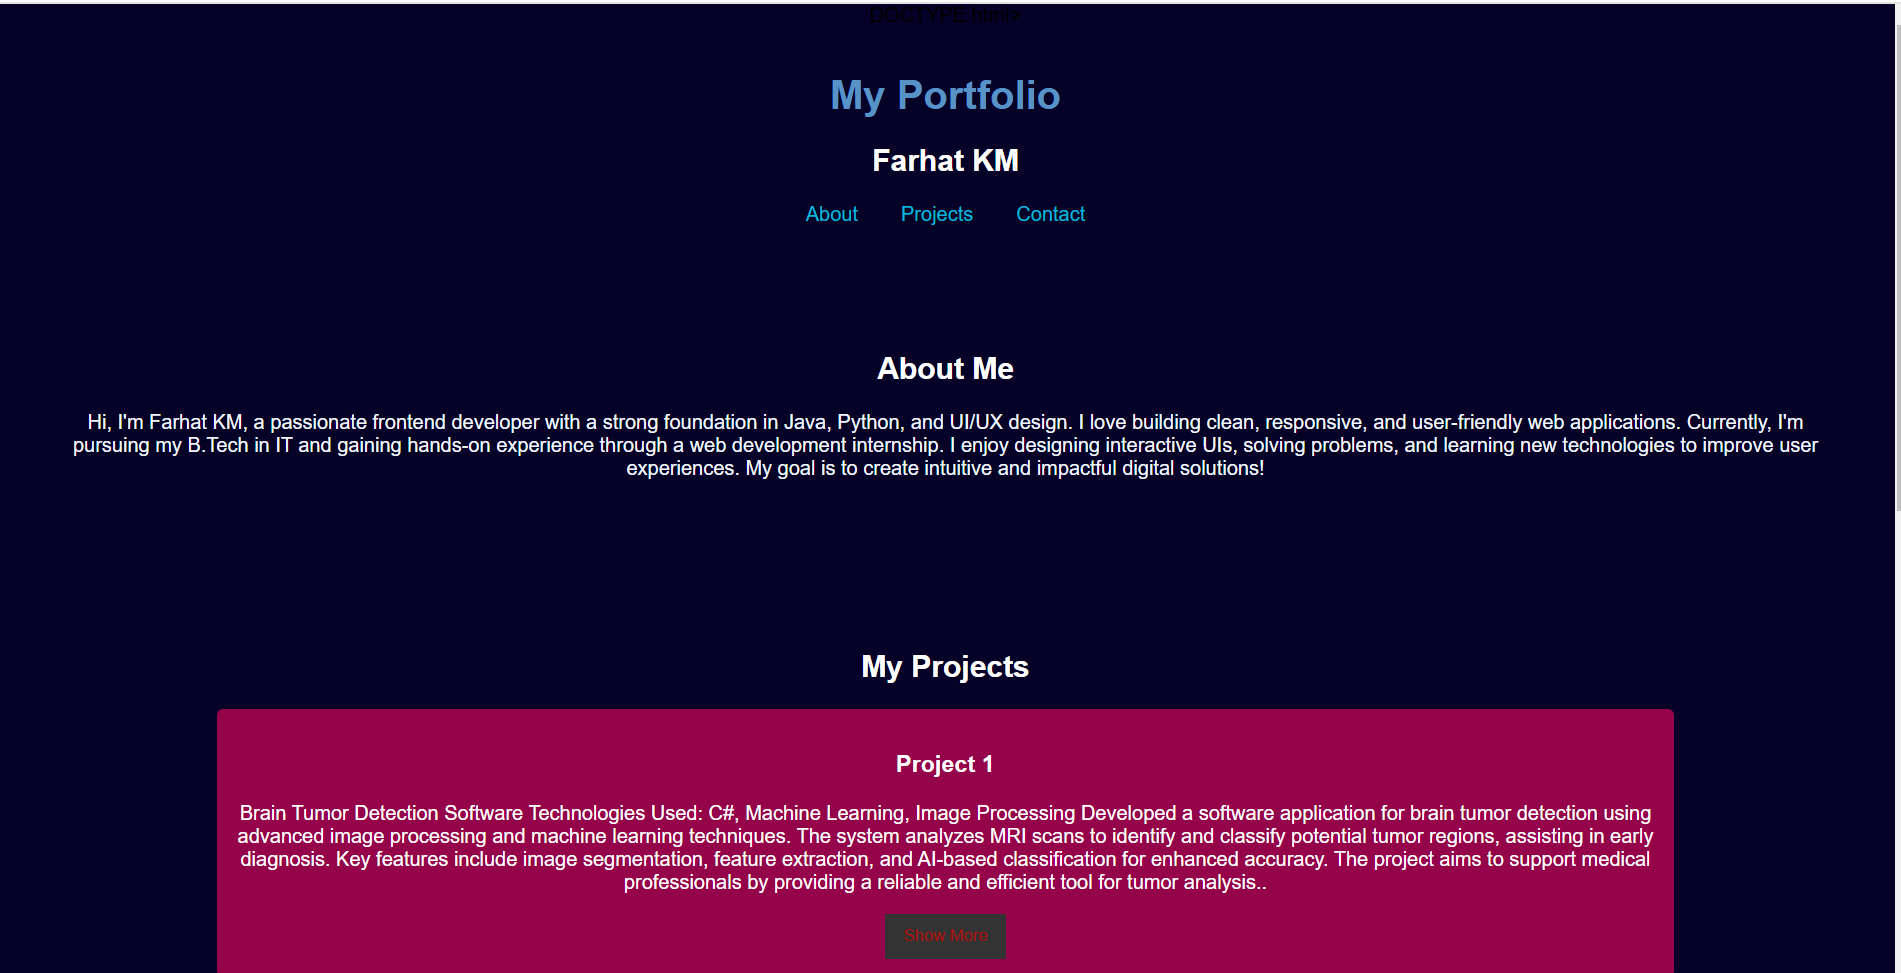 DOCTYPE html>
My Portfolio
Farhat KM
About Projects Contact
About Me
Hi, I'm Farhat KM, a passionate frontend developer with a strong foundation in Java, Python, and UI/UX design. I love building clean, responsive, and user-friendly web applications. Currently, I'm
pursuing my B.Tech in IT and gaining hands-on experience through a web development internship. I enjoy designing interactive UIs, solving problems, and learning new technologies to improve user
experiences. My goal is to create intuitive and impactful digital solutions!
My Projects
Project 1
Brain Tumor Detection Software Technologies Used: C#, Machine Learning, Image Processing Developed a software application for brain tumor detection using
advanced image processing and machine learning techniques. The system analyzes MRI scans to identify and classify potential tumor regions, assisting in early
diagnosis. Key features include image segmentation, feature extraction, and AI-based classification for enhanced accuracy. The project aims to support medical
professionals by providing a reliable and efficient tool for tumor analysis..
Show More